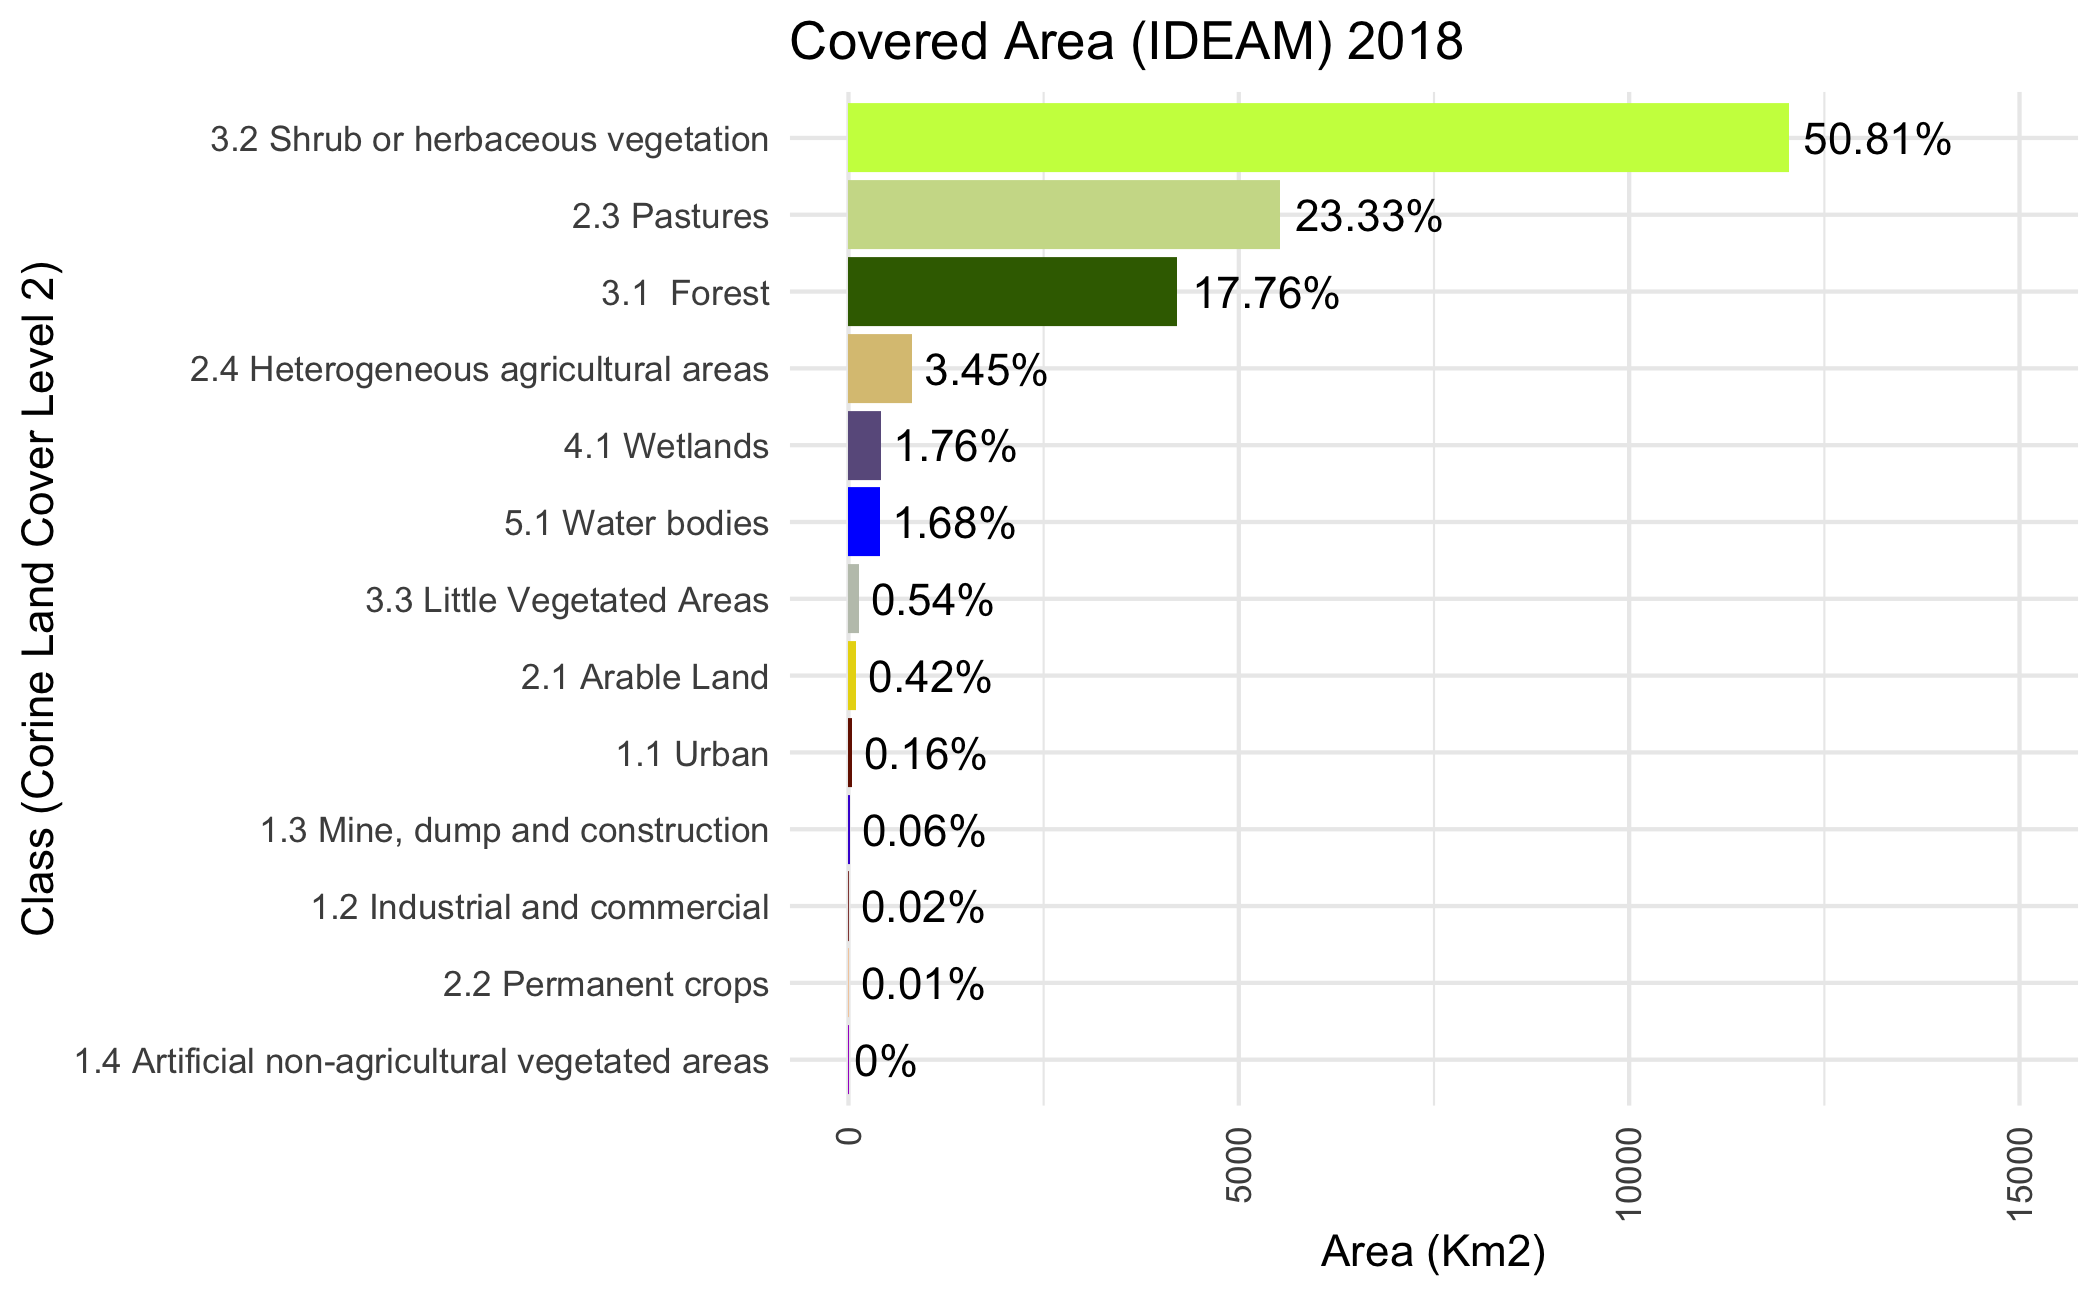 Covered Area (IDEAM) 2018
Class (Corine Land Cover Level 2)
3.2 Shrub or herbaceous vegetation 50.81%
2.3 Pastures 23.33%
3.1  Forest 17.76%
2.4 Heterogeneous agricultural areas 3.45%
4.1 Wetlands 1.76%
5.1 Water bodies 1.68%
3.3 Little Vegetated Areas 0.54%
2.1 Arable Land 0.42%
1.1 Urban 0.16%
1.3 Mine, dump and construction 0.06%
1.2 Industrial and commercial 0.02%
2.2 Permanent crops 0.01%
1.4 Artificial non-agricultural vegetated areas 0%
0 5000 10000 15000
Area (Km2)